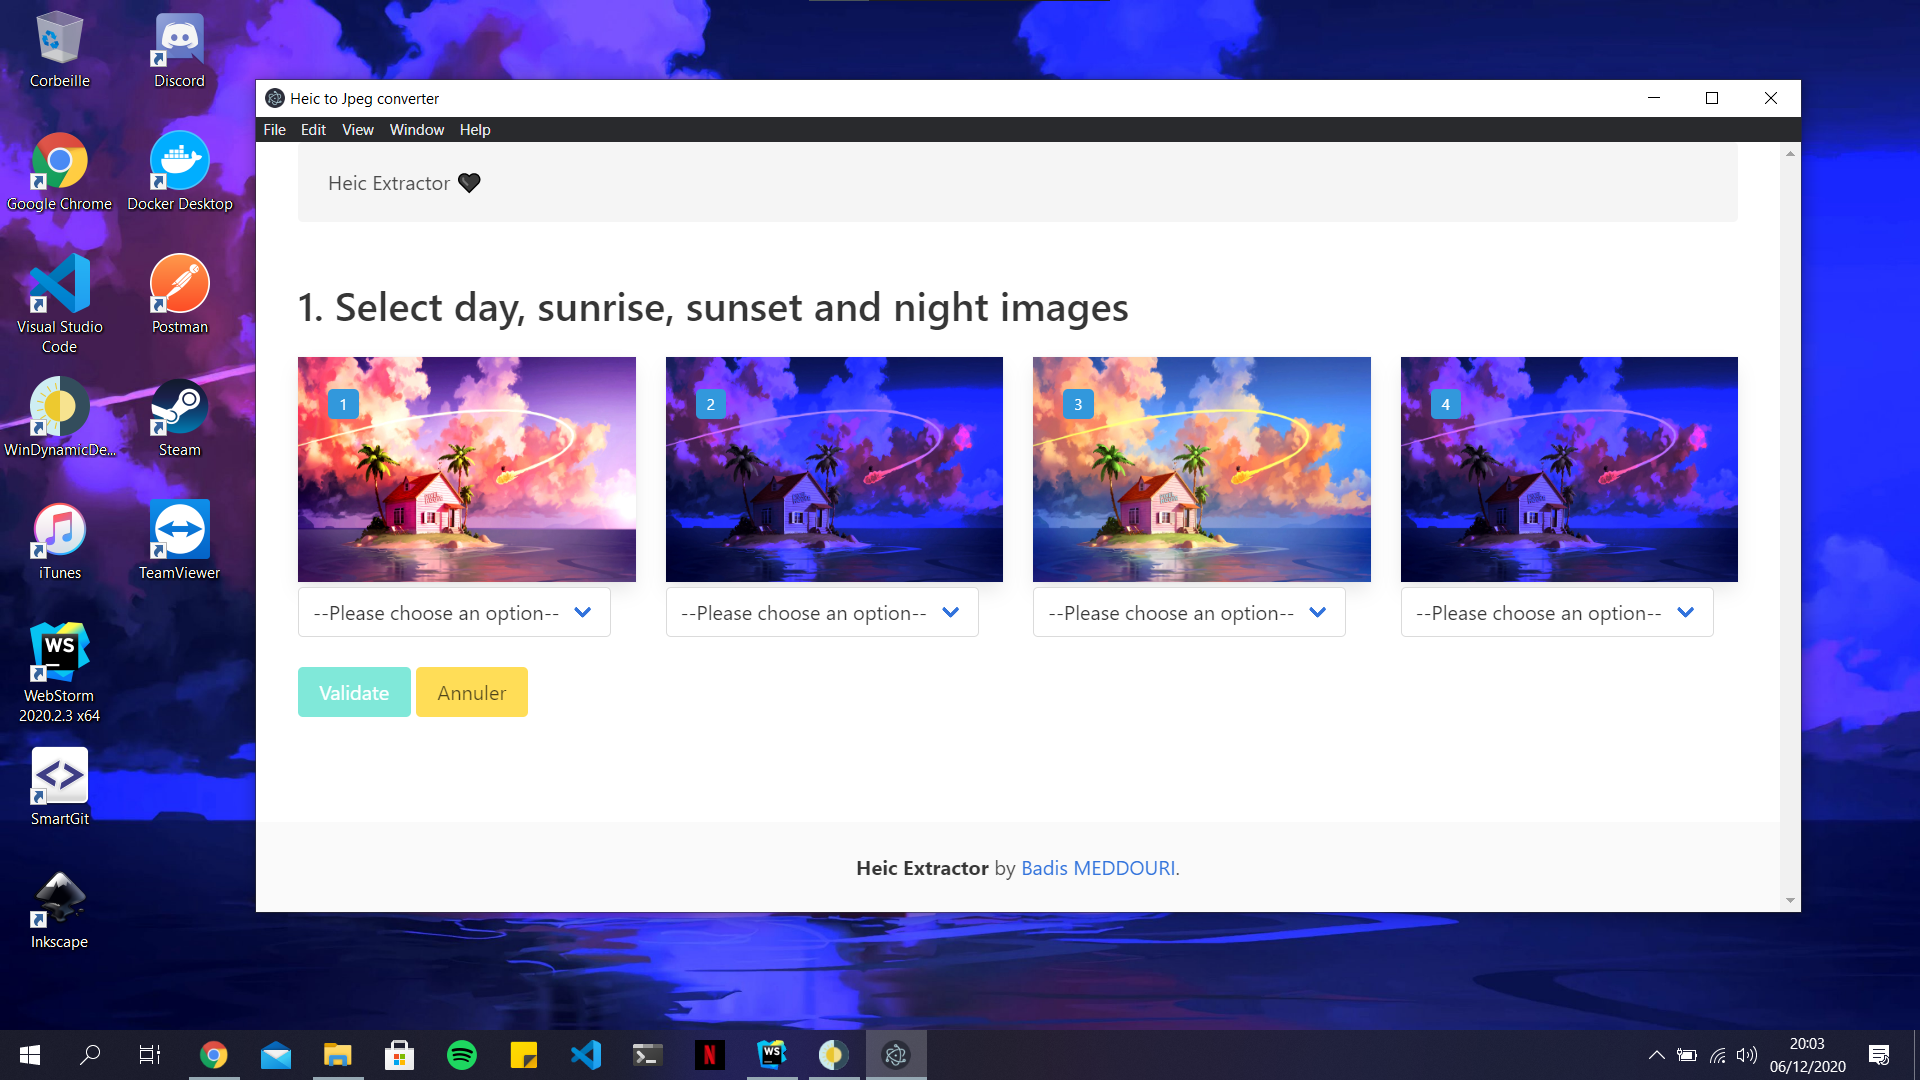 Corbeille
Discord
Google Chrome
Docker Desktop
Visual Studio
Code
Postman
WinDynamicDe...
Steam
iTunes
TeamViewer
WS
WebStorm
2020.2.3 x64
SmartGit
Inkscape
Heic to Jpeg converter
File Edit View Window Help
Heic Extractor 🖤
1. Select day, sunrise, sunset and night images
1
2
3
4
--Please choose an option--
--Please choose an option--
--Please choose an option--
--Please choose an option--
Validate
Annuler
Heic Extractor by Badis MEDDOURI.
N
WS
20:03
06/12/2020